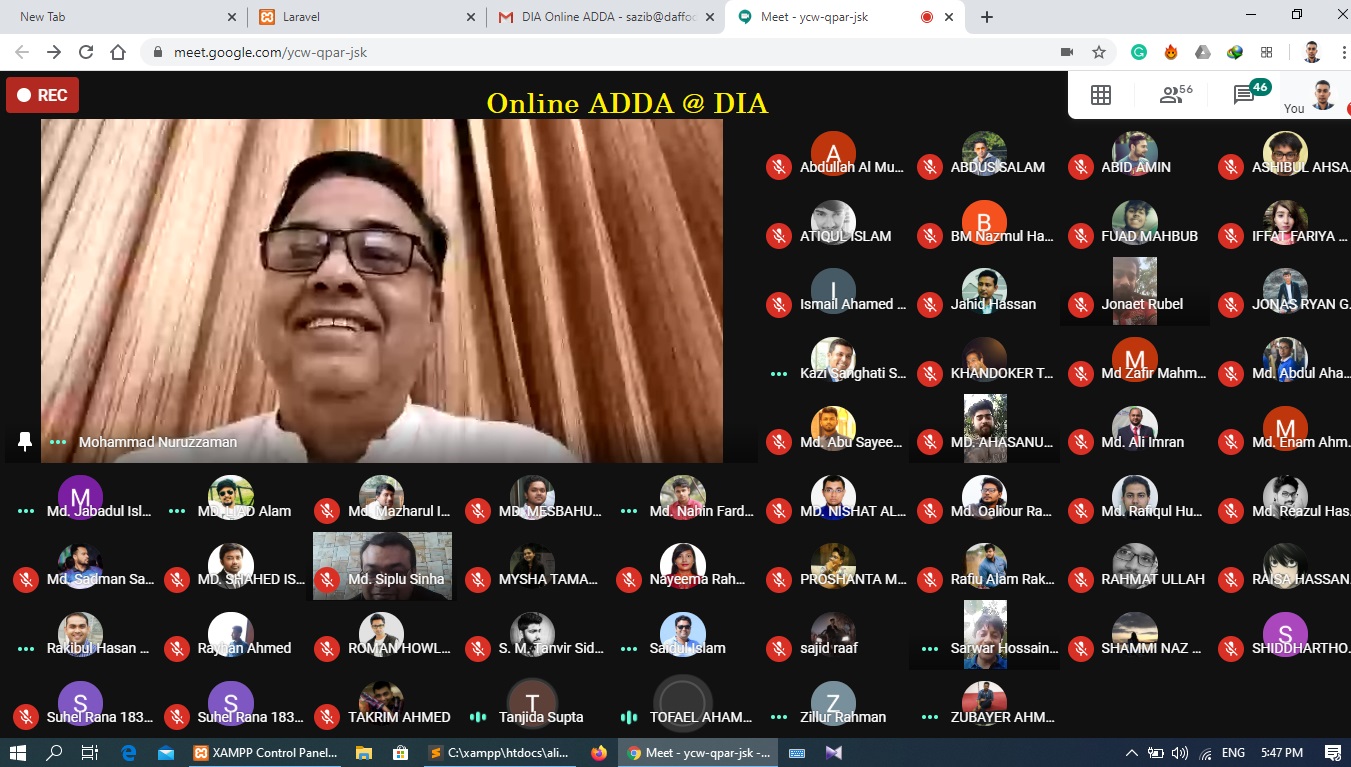 New Tab
Laravel
DIA Online ADDA - sazib@daffod
Meet - ycw-qpar-jsk
meet.google.com/ycw-qpar-jsk
REC
Online ADDA @ DIA
56
46
You
A
Abdullah Al Mu...
ABDUS SALAM
ABID AMIN
ASHIBUL AHSA.
ATIQUL ISLAM
B
BM Nazmul Ha...
FUAD MAHBUB
IFFAT FARIYA ...
I
Ismail Ahamed ...
Jahid Hassan
Jonaet Rubel
JONAS RYAN G.
Kazi Sanghati S...
KHANDOKER T...
M
Md Zafir Mahm...
Md. Abdul Aha...
Mohammad Nuruzzaman
Md. Abu Sayee...
MD. AHASANU...
Md. Ali Imran
M
Md. Enam Ahm...
M
Md. Jabadul Isl...
MD. JIAD Alam
Md. Mazharul I...
MD. MESBAHU...
Md. Nahin Fard...
MD. NISHAT AL...
Md. Oaliour Ra...
Md. Rafiqul Hu...
Md. Reazul Has.
Md. Sadman Sa...
MD. SHAHED IS...
Md. Siplu Sinha
MYSHA TAMA...
Nayeema Rah...
PROSHANTA M...
Rafiu Alam Rak...
RAHMAT ULLAH
RAISA HASSAN.
Rakibul Hasan ...
Rayhan Ahmed
ROMAN HOWL...
S. M. Tanvir Sid...
Saidul Islam
sajid raaf
Sarwar Hossain...
SHAMMI NAZ ...
S
SHIDDHARTHO.
S
Suhel Rana 183...
S
Suhel Rana 183...
TAKRIM AHMED
T
Tanjida Supta
TOFAEL AHAM...
Z
Zillur Rahman
ZUBAYER AHM...
XAMPP Control Panel...
C:\xampp\htdocs\ali...
Meet - ycw-qpar-jsk -...
ENG
5:47 PM